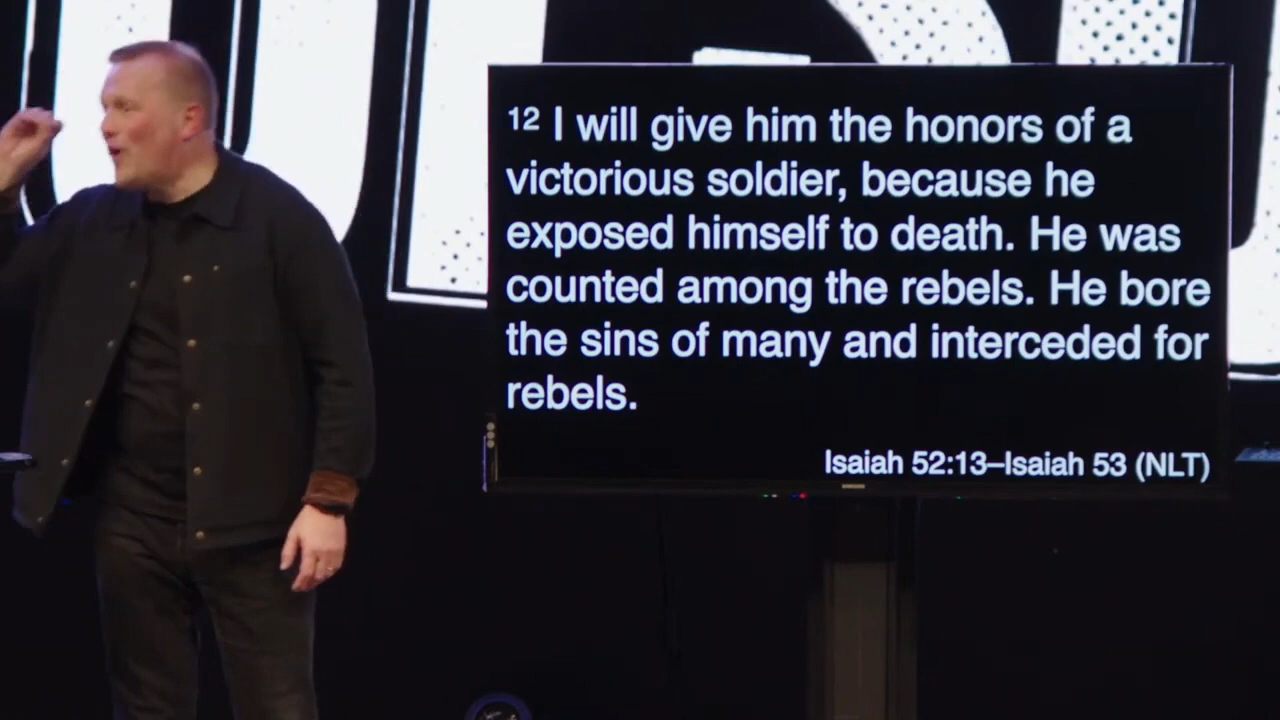 12 I will give him the honors of a
victorious soldier, because he
exposed himself to death. He was
counted among the rebels. He bore
the sins of many and interceded for
rebels.
Isaiah 52:13–Isaiah 53 (NLT)